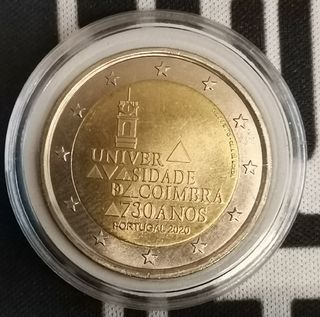 UNIVER
SIDADE
DE COIMBRA
730 ANOS
PORTUGAL 2020